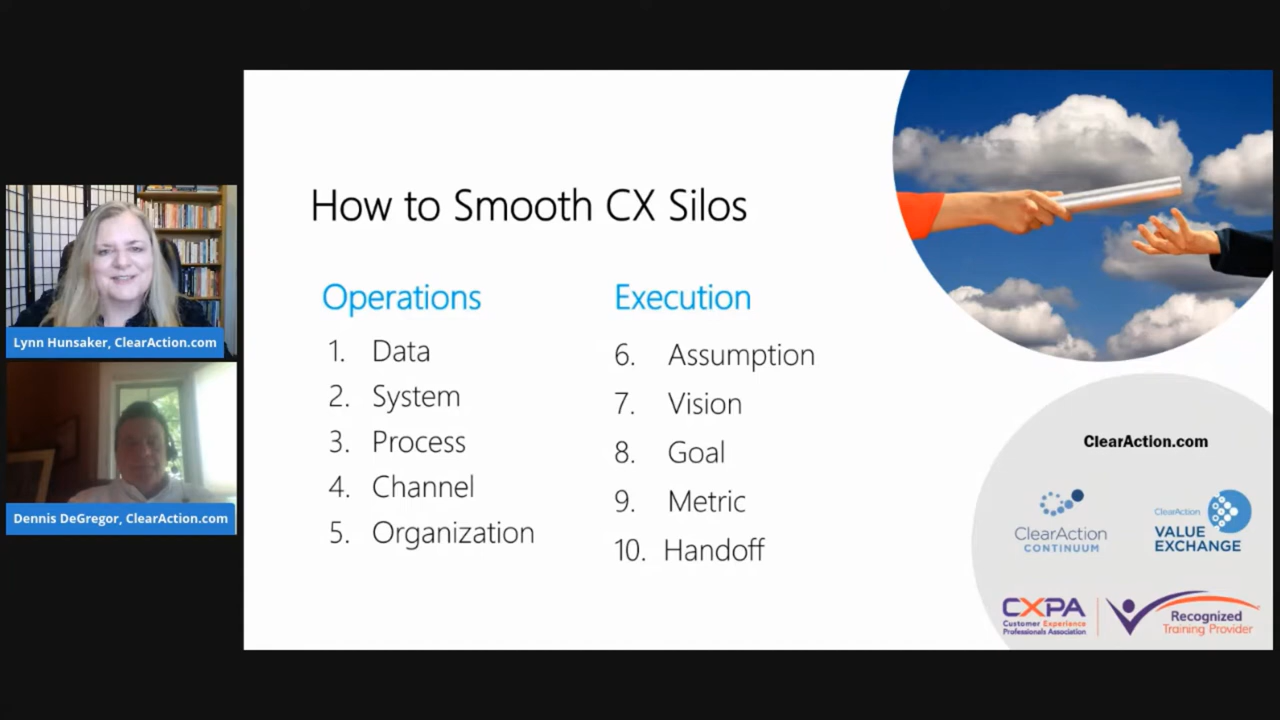 How to Smooth CX Silos
Operations
1. Data
2. System
3. Process
4. Channel
5. Organization
Execution
6. Assumption
7. Vision
8. Goal
9. Metric
10. Handoff
Lynn Hunsaker, ClearAction.com
Dennis DeGregor, ClearAction.com
ClearAction.com
ClearAction
CONTINUUM
ClearAction
VALUE
EXCHANGE
CXPA
Customer Experience
Professionals Association
Recognized
Training Provider